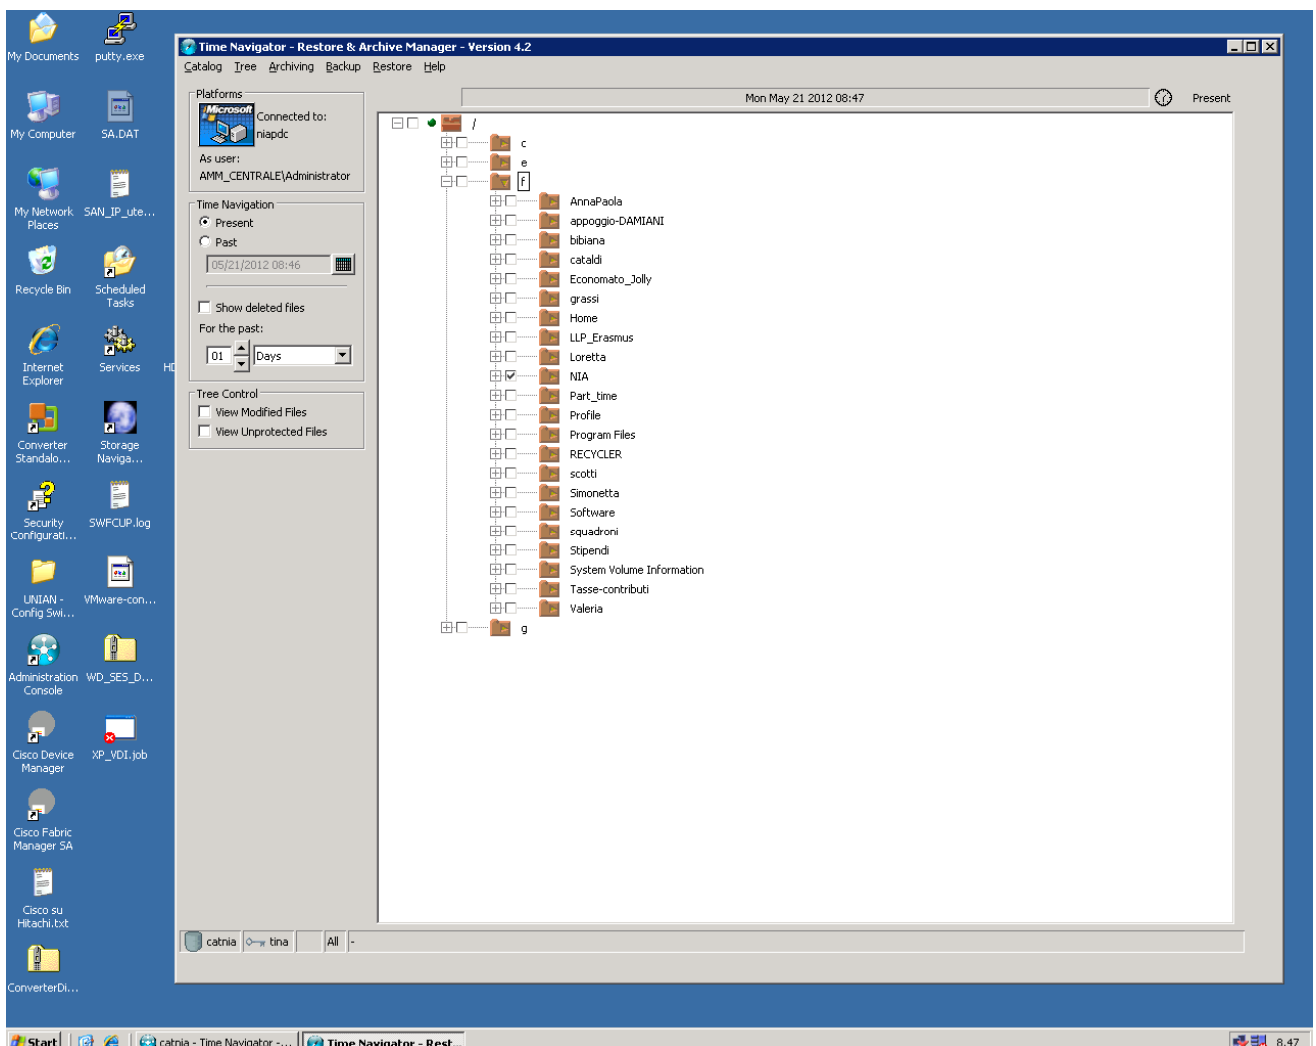 My Documents
putty.exe
My Computer
SA.DAT
My Network
Places
SAN_IP_ute...
Recycle Bin
Scheduled
Tasks
Internet
Explorer
Services
Converter
Standalo...
Storage
Naviga...
Security
Configurati...
SWFCUP.log
UNIAN -
Config Swi...
VMware-con...
Administration
Console
WD_SES_D...
Cisco Device
Manager
XP_VDI.job
Cisco Fabric
Manager SA
Cisco su
Hitachi.txt
ConverterDi...
Time Navigator - Restore & Archive Manager - Version 4.2
Catalog Tree Archiving Backup Restore Help
Platforms
Microsoft
Connected to:
niapdc
As user:
AMM_CENTRALE\Administrator
Time Navigation
Present
Past
05/21/2012 08:46
Show deleted files
For the past:
01 Days
Tree Control
View Modified Files
View Unprotected Files
Mon May 21 2012 08:47 Present
/
c
e
f
AnnaPaola
appoggio-DAMIANI
bibiana
cataldi
Economato_Jolly
grassi
Home
LLP_Erasmus
Loretta
NIA
Part_time
Profile
Program Files
RECYCLER
scotti
Simonetta
Software
squadroni
Stipendi
System Volume Information
Tasse-contributi
Valeria
g
catnia tina All -
Start catnia - Time Navigator -... Time Navigator - Rest... 8.47